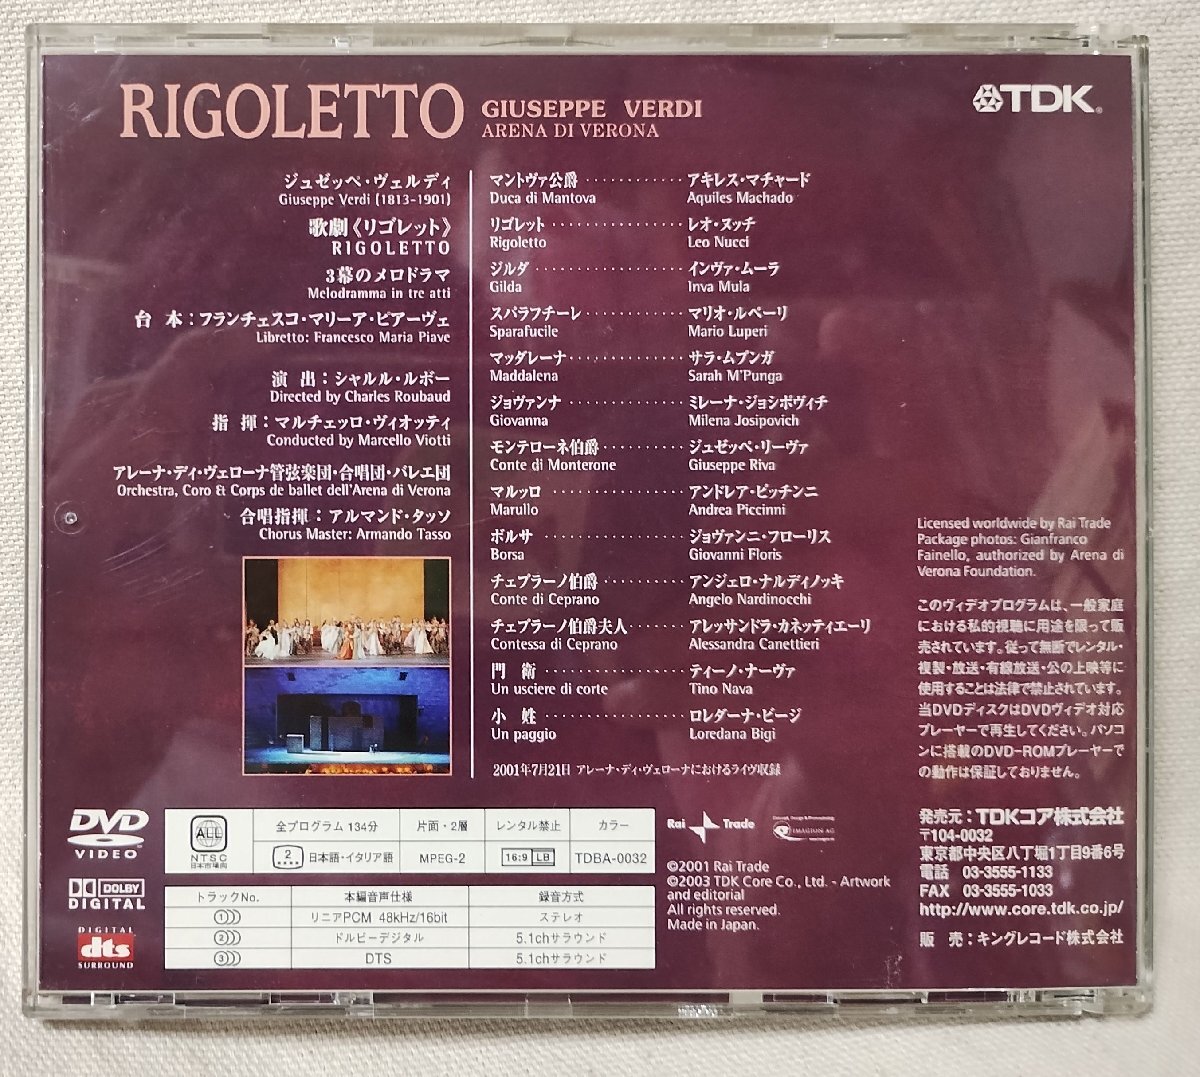 RIGOLETTO
GIUSEPPE VERDI
ARENA DI VERONA
TDK®
ジュゼッペ・ヴェルディ
Giuseppe Verdi (1813-1901)
歌劇《リゴレット》
RIGOLETTO
3幕のメロドラマ
Melodramma in tre atti
台 本：フランチェスコ・マリーア・ピアーヴェ
Libretto: Francesco Maria Piave
演 出：シャルル・ルボー
Directed by Charles Roubaud
指 揮：マルチェッロ・ヴィオッティ
Conducted by Marcello Viotti
アレーナ・ディ・ヴェローナ管弦楽団・合唱団・バレエ団
Orchestra, Coro & Corps de ballet dell'Arena di Verona
合唱指揮：アルマンド・タッソ
Chorus Master: Armando Tasso
マントヴァ公爵 ············ アキレス・マチャード
Duca di Mantova Aquiles Machado
リゴレット ················ レオ・ヌッチ
Rigoletto Leo Nucci
ジルダ ·················· インヴァ・ムーラ
Gilda Inva Mula
スパラフチーレ ············ マリオ・ルペーリ
Sparafucile Mario Luperi
マッダレーナ ·············· サラ・ムプンガ
Maddalena Sarah M'Punga
ジョヴァンナ ·············· ミレーナ・ジョシポヴィチ
Giovanna Milena Josipovich
モンテローネ伯爵 ·········· ジュゼッペ・リーヴァ
Conte di Monterone Giuseppe Riva
マルッロ ················ アンドレア・ピッチンニ
Marullo Andrea Piccinni
ボルサ ·················· ジョヴァンニ・フローリス
Borsa Giovanni Floris
チェプラーノ伯爵 ·········· アンジェロ・ナルディノッキ
Conte di Ceprano Angelo Nardinocchi
チェプラーノ伯爵夫人 ······ アレッサンドラ・カネッティエーリ
Contessa di Ceprano Alessandra Canettieri
門 衛 ·················· ティーノ・ナーヴァ
Un usciere di corte Tino Nava
小 姓 ·················· ロレダーナ・ビージ
Un paggio Loredana Bigi
2001年7月21日 アレーナ・ディ・ヴェローナにおけるライヴ収録
Licensed worldwide by Rai Trade
Package photos: Gianfranco
Fainello, authorized by Arena di
Verona Foundation.
このヴィデオプログラムは、一般家庭
における私的視聴に用途を限って販
売されています。従って無断でレンタル・
複製・放送・有線放送・公の上映等に
使用することは法律で禁止されています。
当DVDディスクはDVDヴィデオ対応
プレーヤーで再生してください。パソコ
ンに搭載のDVD-ROMプレーヤーで
の動作は保証しておりません。
発売元：TDKコア株式会社
〒104-0032
東京都中央区八丁堀1丁目9番6号
電話 03-3555-1133
FAX 03-3555-1033
http://www.core.tdk.co.jp/
販 売：キングレコード株式会社
DVD
VIDEO
DOLBY
DIGITAL
DIGITAL
dts
SURROUND
ALL
NTSC
日本市場向
全プログラム 134分 片面・2層 レンタル禁止 カラー
2 日本語・イタリア語 MPEG-2 16:9 LB TDBA-0032
トラックNo. 本編音声仕様 録音方式
1 リニアPCM 48kHz/16bit ステレオ
2 ドルビーデジタル 5.1chサラウンド
3 DTS 5.1chサラウンド
Rai Trade
IMAGION AG
©2001 Rai Trade
©2003 TDK Core Co., Ltd. - Artwork
and editorial
All rights reserved.
Made in Japan.